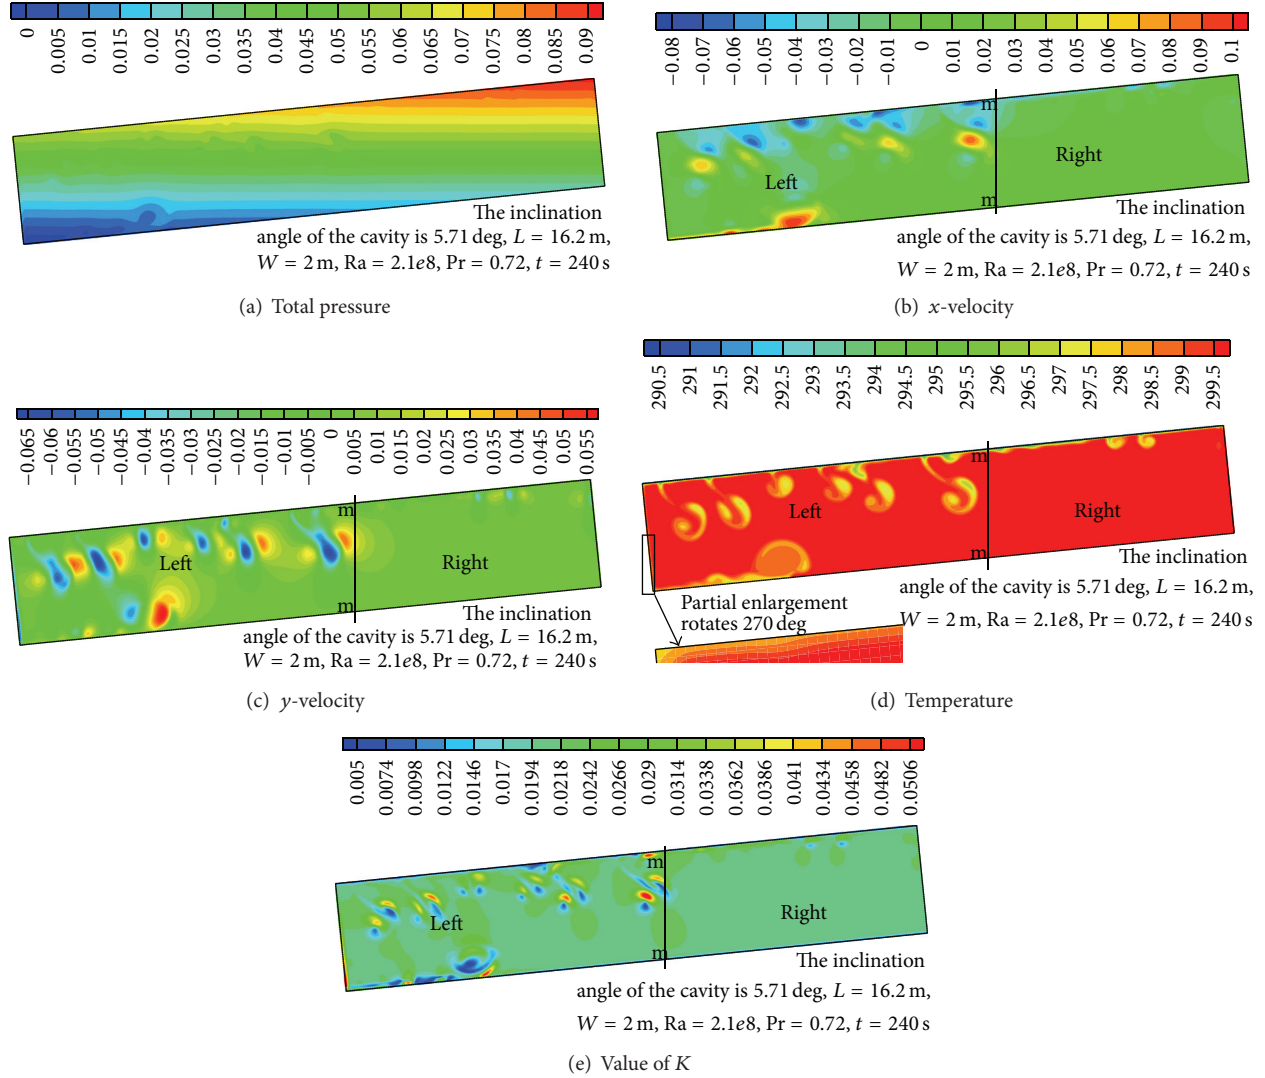 0 0.005 0.01 0.015 0.02 0.025 0.03 0.035 0.04 0.045 0.05 0.055 0.06 0.065 0.07 0.075 0.08 0.085 0.09
The inclination
angle of the cavity is 5.71 deg, L = 16.2 m,
W = 2 m, Ra = 2.1e8, Pr = 0.72, t = 240 s
(a) Total pressure
−0.08 −0.07 −0.06 −0.05 −0.04 −0.03 −0.02 −0.01 0 0.01 0.02 0.03 0.04 0.05 0.06 0.07 0.08 0.09 0.1
m
Right
Left
m
The inclination
angle of the cavity is 5.71 deg, L = 16.2 m,
W = 2 m, Ra = 2.1e8, Pr = 0.72, t = 240 s
(b) x-velocity
−0.065 −0.06 −0.055 −0.05 −0.045 −0.04 −0.035 −0.03 −0.025 −0.02 −0.015 −0.01 −0.005 0 0.005 0.01 0.015 0.02 0.025 0.03 0.035 0.04 0.045 0.05 0.055
m
Left
Right
m
The inclination
angle of the cavity is 5.71 deg, L = 16.2 m,
W = 2 m, Ra = 2.1e8, Pr = 0.72, t = 240 s
(c) y-velocity
290.5 291 291.5 292 292.5 293 293.5 294 294.5 295 295.5 296 296.5 297 297.5 298 298.5 299 299.5
m
Left
Right
m
The inclination
angle of the cavity is 5.71 deg, L = 16.2 m,
W = 2 m, Ra = 2.1e8, Pr = 0.72, t = 240 s
Partial enlargement
rotates 270 deg
(d) Temperature
0.005 0.0074 0.0098 0.0122 0.0146 0.017 0.0194 0.0218 0.0242 0.0266 0.029 0.0314 0.0338 0.0362 0.0386 0.041 0.0434 0.0458 0.0482 0.0506
m
Left
Right
m
The inclination
angle of the cavity is 5.71 deg, L = 16.2 m,
W = 2 m, Ra = 2.1e8, Pr = 0.72, t = 240 s
(e) Value of K